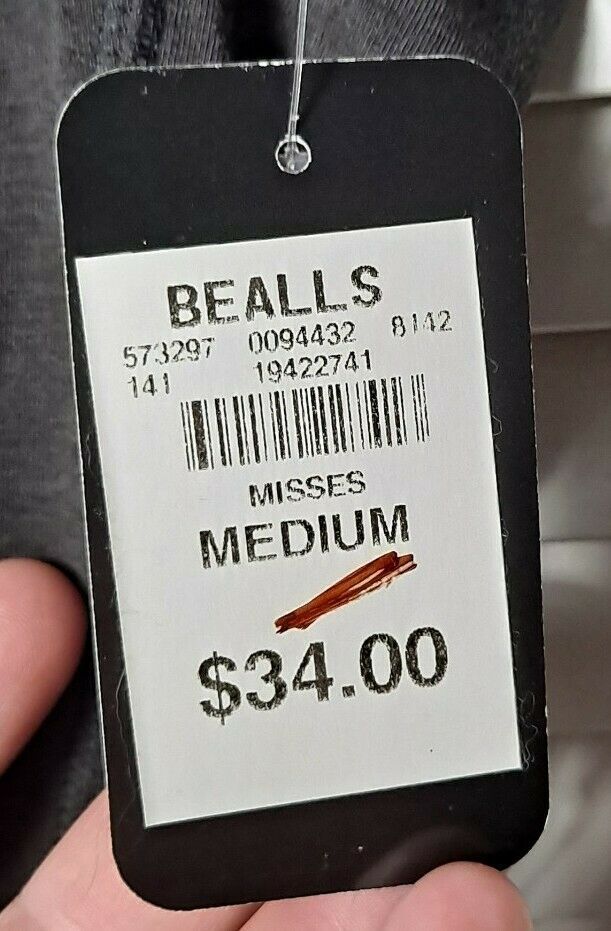 BEALLS
573297 0094432 8142
141 19422741
MISSES
MEDIUM
$34.00